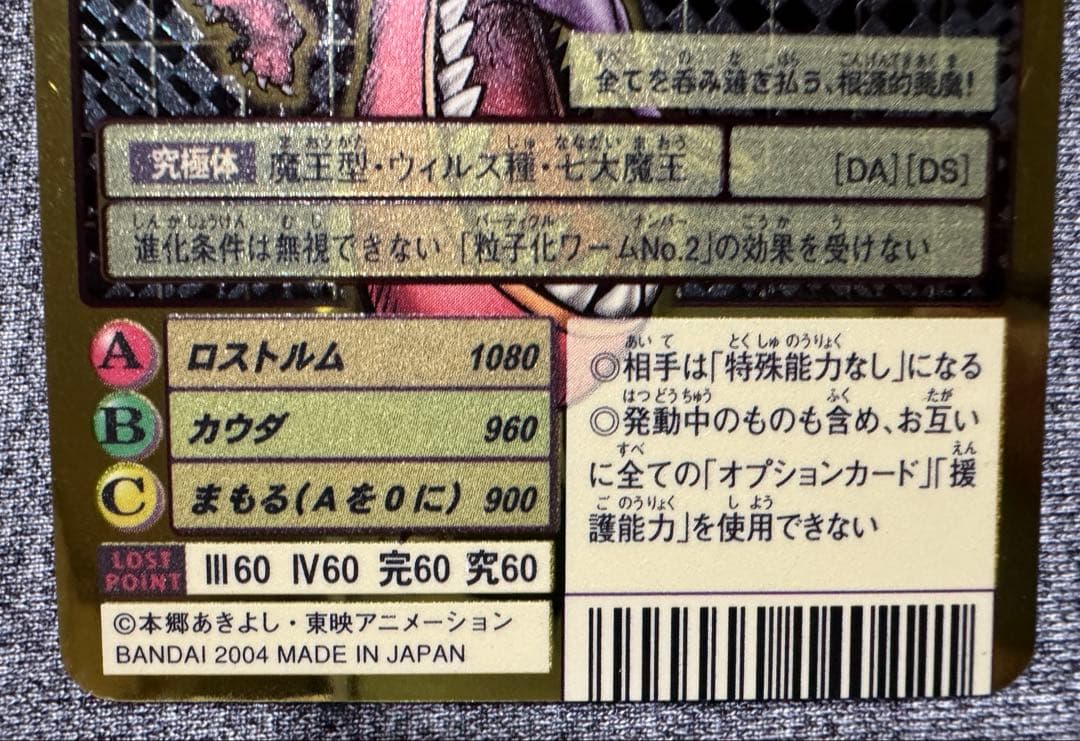 全てを呑み薙ぎ払う、根源的悪魔!
究極体 魔王型・ウィルス種・七大魔王 [DA][DS]
進化条件は無視できない「粒子化ワームNo.2」の効果を受けない
A ロストルム 1080
B カウダ 960
C まもる(Aを0に) 900
LOST POINT Ⅲ60 Ⅳ60 完60 究60
©本郷あきよし・東映アニメーション
BANDAI 2004 MADE IN JAPAN
◎相手は「特殊能力なし」になる
◎発動中のものも含め、お互い
に全ての「オプションカード」「援
護能力」を使用できない